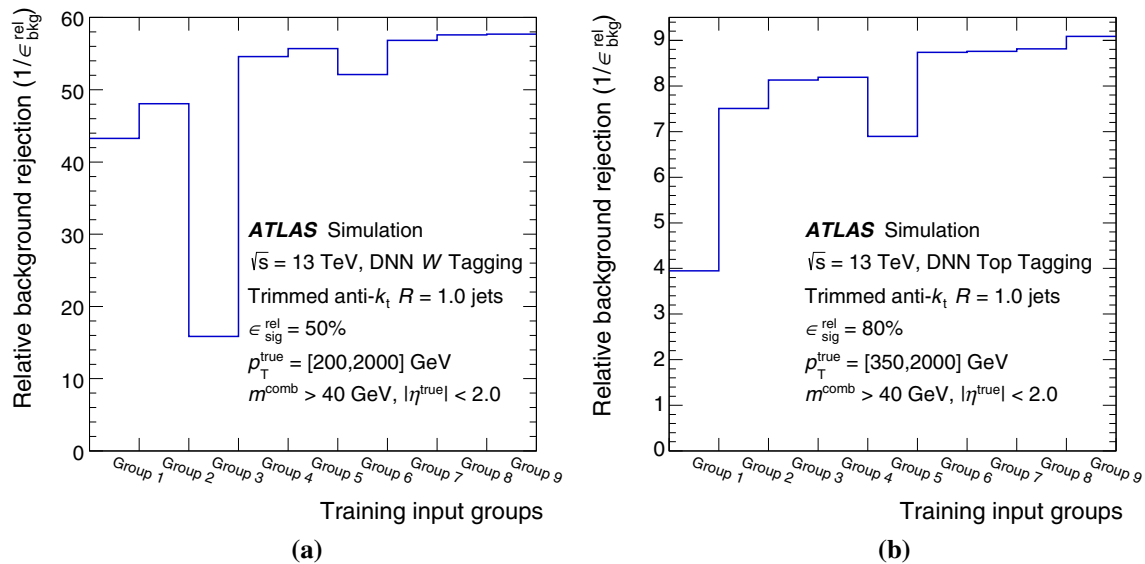 Relative background rejection (1/ϵ_bkg^rel)
60
50
40
30
20
10
0
ATLAS Simulation
√s = 13 TeV, DNN W Tagging
Trimmed anti-k_t R = 1.0 jets
ϵ_sig^rel = 50%
p_T^true = [200,2000] GeV
m^comb > 40 GeV, |η^true| < 2.0
Group 1 Group 2 Group 3 Group 4 Group 5 Group 6 Group 7 Group 8 Group 9
Training input groups
(a)
Relative background rejection (1/ϵ_bkg^rel)
9
8
7
6
5
4
3
2
1
0
ATLAS Simulation
√s = 13 TeV, DNN Top Tagging
Trimmed anti-k_t R = 1.0 jets
ϵ_sig^rel = 80%
p_T^true = [350,2000] GeV
m^comb > 40 GeV, |η^true| < 2.0
Group 1 Group 2 Group 3 Group 4 Group 5 Group 6 Group 7 Group 8 Group 9
Training input groups
(b)